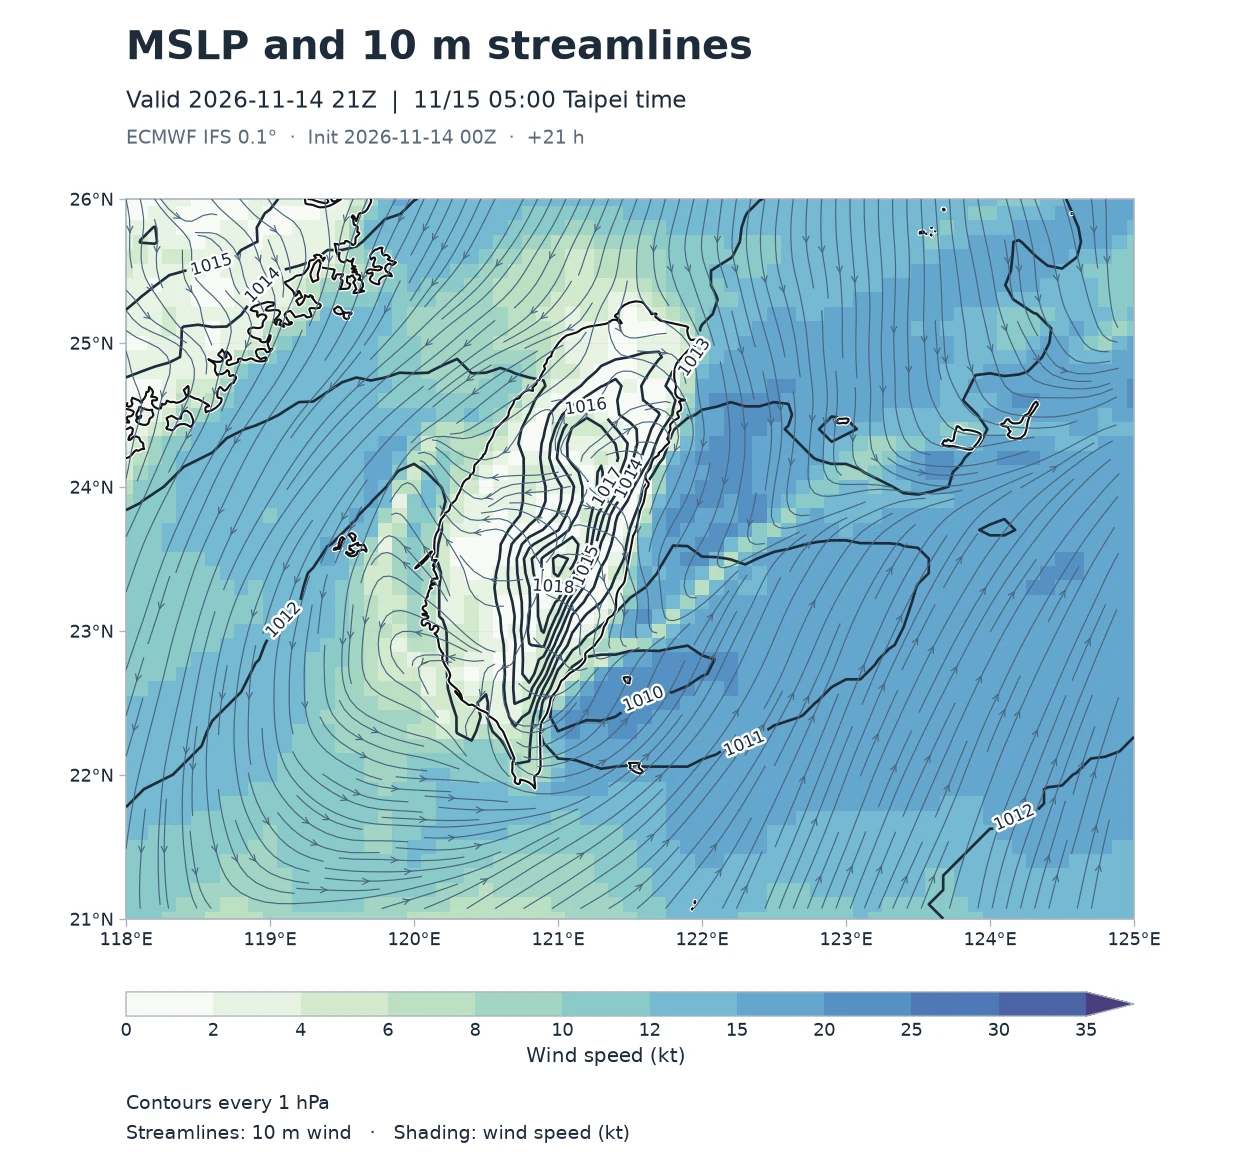 MSLP and 10 m streamlines
Valid 2026-11-14 21Z | 11/15 05:00 Taipei time
ECMWF IFS 0.1° · Init 2026-11-14 00Z · +21 h
26°N
25°N
24°N
23°N
22°N
21°N
1015
1014
1013
1016
1017
1014
1015
1018
1012
1010
1011
1012
118°E 119°E 120°E 121°E 122°E 123°E 124°E 125°E
0 2 4 6 8 10 12 15 20 25 30 35
Wind speed (kt)
Contours every 1 hPa
Streamlines: 10 m wind · Shading: wind speed (kt)